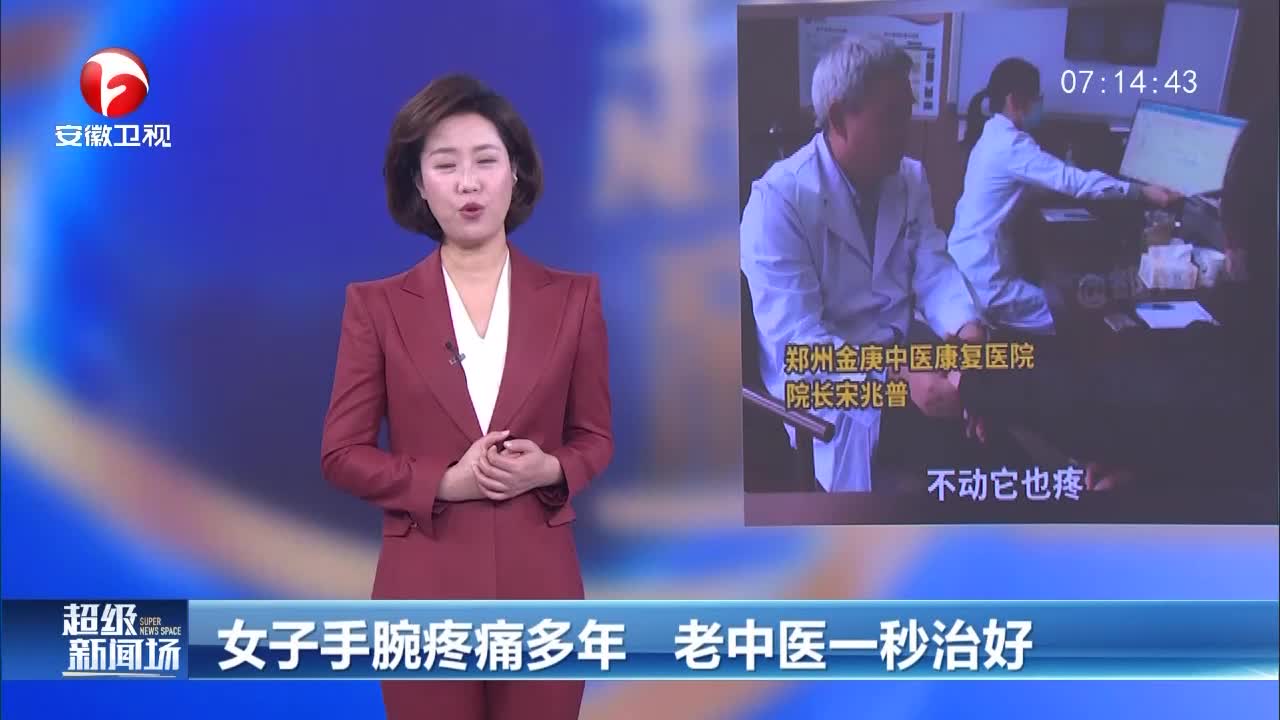 安徽卫视
07:14:43
郑州金庚中医康复医院
院长宋兆普
不动它也疼
超级
新闻场
SUPER
NEWS SPACE
女子手腕疼痛多年 老中医一秒治好